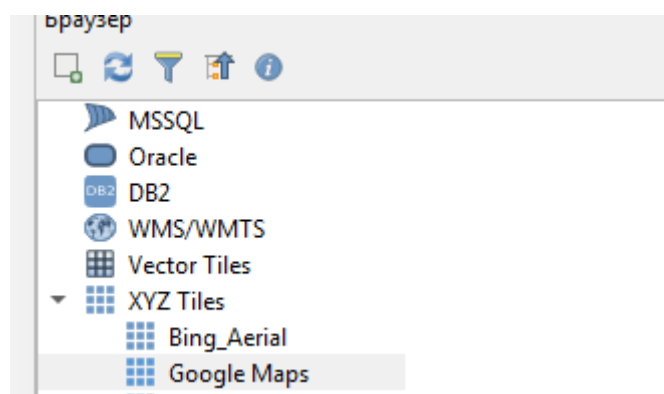 Браузер
MSSQL
Oracle
DB2 DB2
WMS/WMTS
Vector Tiles
XYZ Tiles
Bing_Aerial
Google Maps